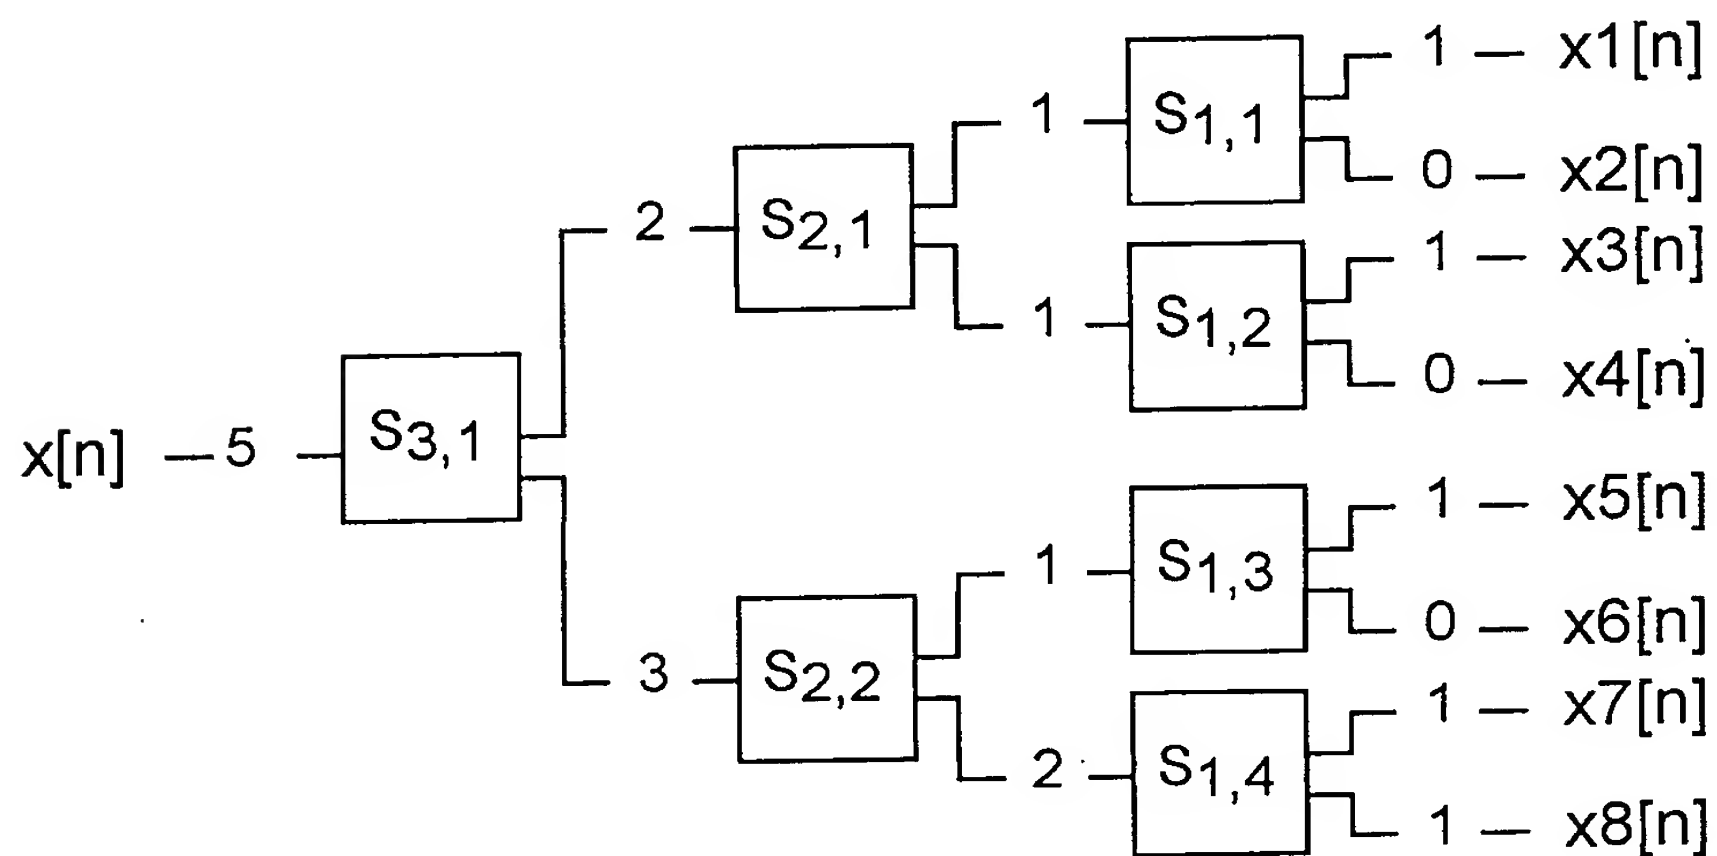 1 — x1[n]
S1,1
1
0 — x2[n]
S2,1
2
1 — x3[n]
S1,2
1
0 — x4[n]
x[n] — 5
S3,1
1 — x5[n]
S1,3
1
0 — x6[n]
S2,2
3
1 — x7[n]
S1,4
2
1 — x8[n]